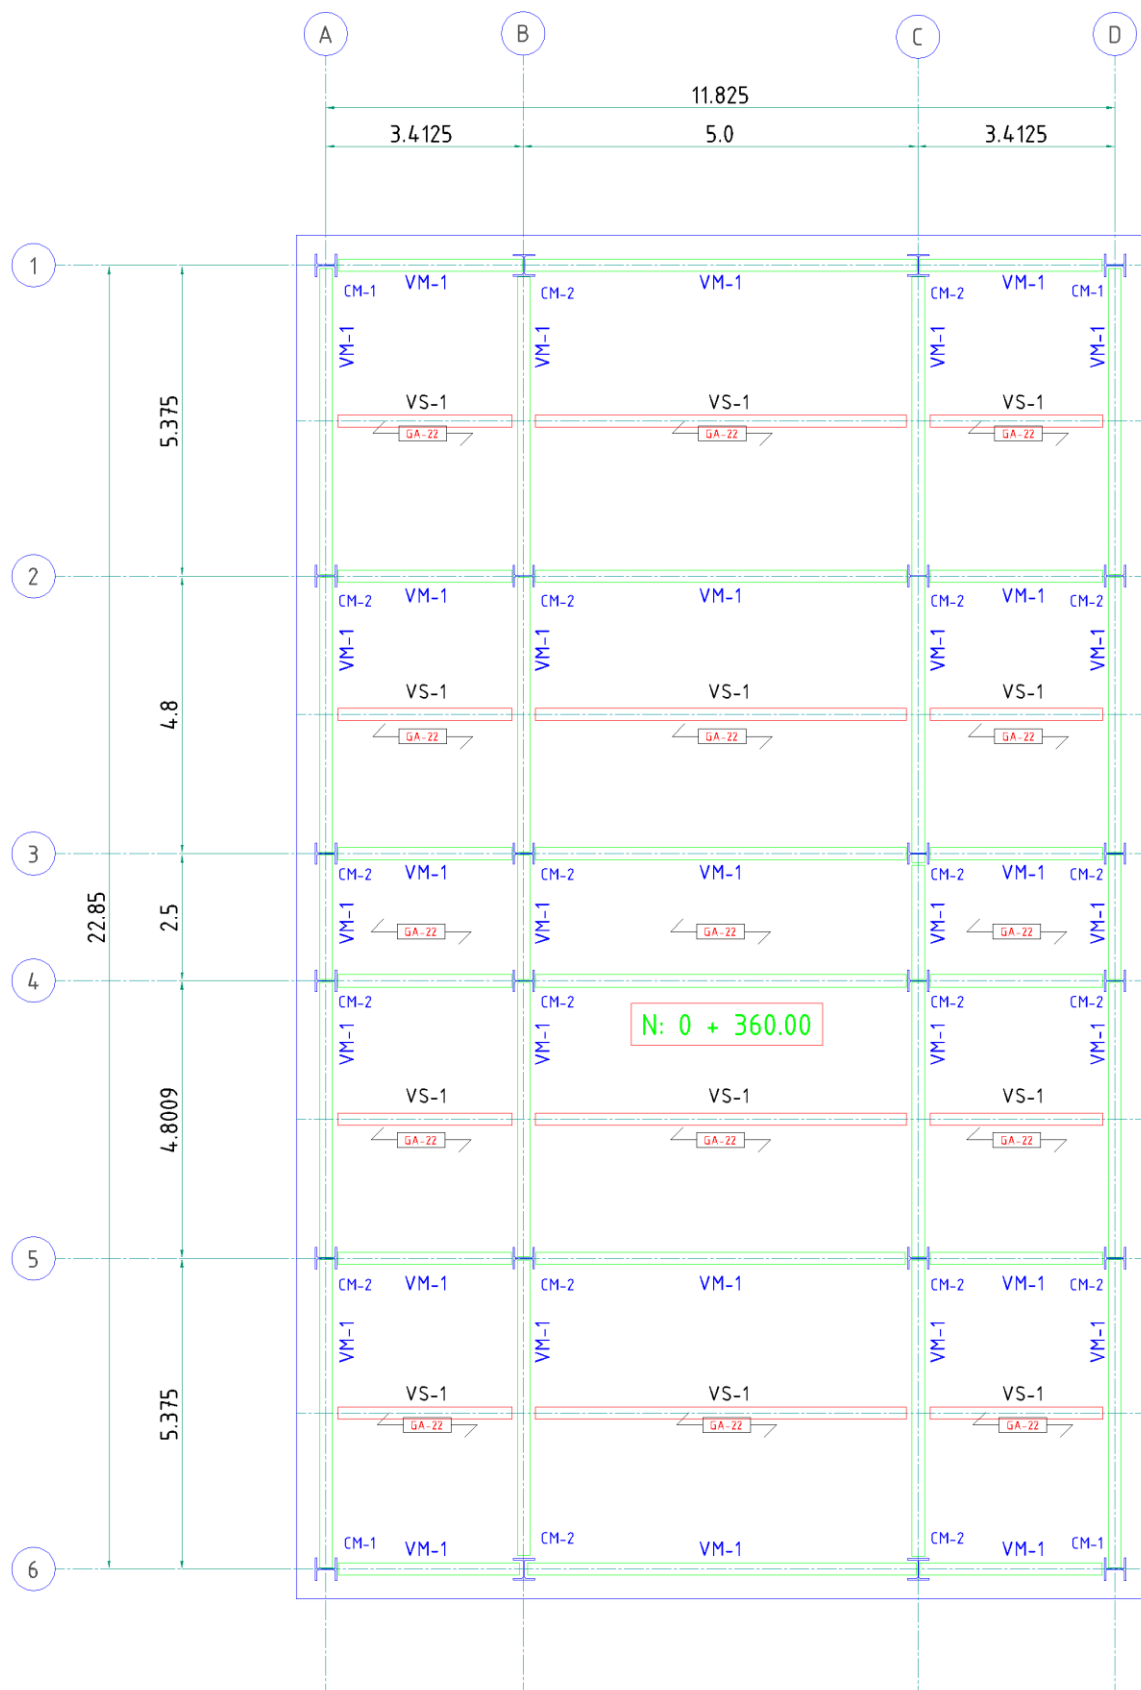 A B C D
11.825
3.4125 5.0 3.4125
1
CM-1 VM-1 CM-2 VM-1 CM-2 VM-1 CM-1
VM-1 VM-1 VM-1 VM-1
5.375
VS-1 VS-1 VS-1
GA-22 GA-22 GA-22
2
CM-2 VM-1 CM-2 VM-1 CM-2 VM-1 CM-2
VM-1 VM-1 VM-1 VM-1
4.8
VS-1 VS-1 VS-1
GA-22 GA-22 GA-22
3
CM-2 VM-1 CM-2 VM-1 CM-2 VM-1 CM-2
22.85 2.5
VM-1 VM-1 VM-1 VM-1
GA-22 GA-22 GA-22
4
CM-2 CM-2 CM-2 CM-2
N: 0 + 360.00
VM-1 VM-1 VM-1 VM-1
4.8009
VS-1 VS-1 VS-1
GA-22 GA-22 GA-22
5
CM-2 VM-1 CM-2 VM-1 CM-2 VM-1 CM-2
VM-1 VM-1 VM-1 VM-1
5.375
VS-1 VS-1 VS-1
GA-22 GA-22 GA-22
CM-1 VM-1 CM-2 VM-1 CM-2 VM-1 CM-1
6